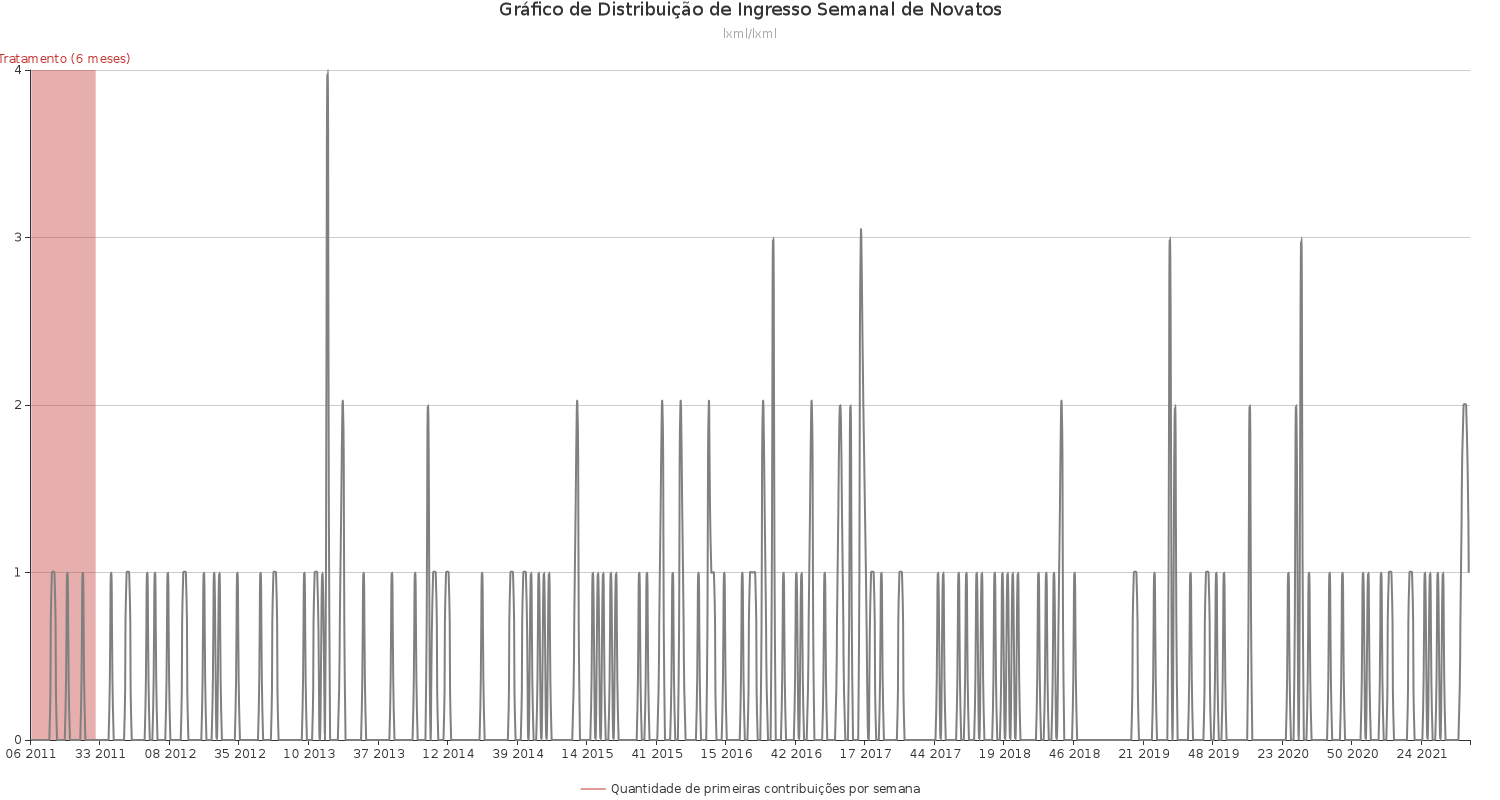 Gráfico de Distribuição de Ingresso Semanal de Novatos
lxml/lxml
Tratamento (6 meses)
4
3
2
1
0
06 2011 33 2011 08 2012 35 2012 10 2013 37 2013 12 2014 39 2014 14 2015 41 2015 15 2016 42 2016 17 2017 44 2017 19 2018 46 2018 21 2019 48 2019 23 2020 50 2020 24 2021
Quantidade de primeiras contribuições por semana